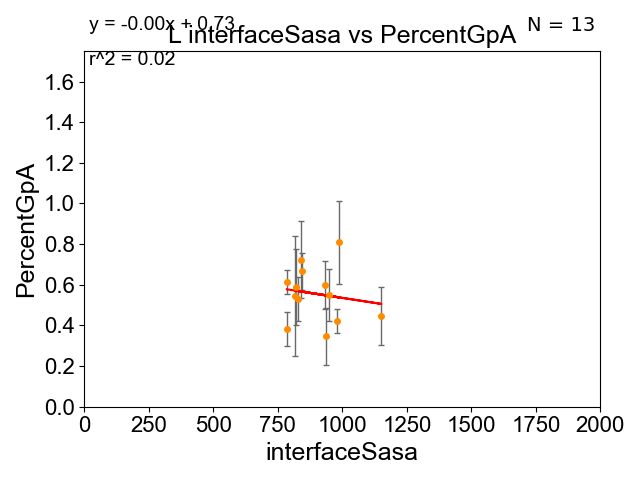 y = -0.00x + 0.73
N = 13
L interfaceSasa vs PercentGpA
r^2 = 0.02
PercentGpA
1.6
1.4
1.2
1.0
0.8
0.6
0.4
0.2
0.0
0 250 500 750 1000 1250 1500 1750 2000
interfaceSasa